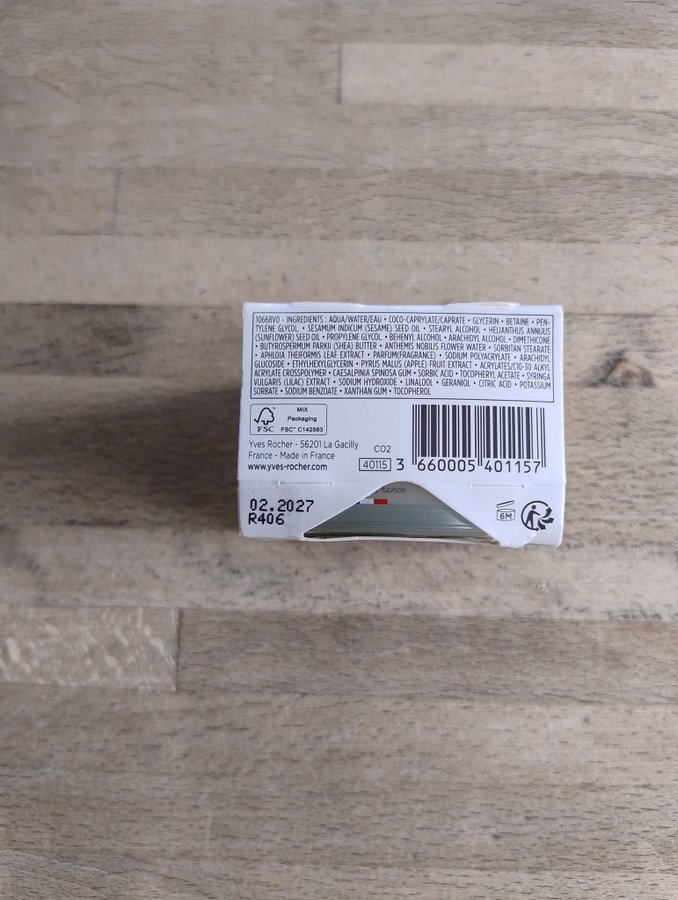 10668V0 - INGREDIENTS : AQUA/WATER/EAU • COCO-CAPRYLATE/CAPRATE • GLYCERIN • BETAINE • PEN-
TYLENE GLYCOL • SESAMUM INDICUM (SESAME) SEED OIL • STEARYL ALCOHOL • HELIANTHUS ANNUUS
(SUNFLOWER) SEED OIL • PROPYLENE GLYCOL • BEHENYL ALCOHOL • ARACHIDYL ALCOHOL • DIMETHICONE
• BUTYROSPERMUM PARKII (SHEA) BUTTER • ANTHEMIS NOBILIS FLOWER WATER • SORBITAN STEARATE
• APHLOIA THEIFORMIS LEAF EXTRACT • PARFUM(FRAGRANCE) • SODIUM POLYACRYLATE • ARACHIDYL
GLUCOSIDE • ETHYLHEXYLGLYCERIN • PYRUS MALUS (APPLE) FRUIT EXTRACT • ACRYLATES/C10-30 ALKYL
ACRYLATE CROSSPOLYMER • CAESALPINIA SPINOSA GUM • SORBIC ACID • TOCOPHERYL ACETATE • SYRINGA
VULGARIS (LILAC) EXTRACT • SODIUM HYDROXIDE • LINALOOL • GERANIOL • CITRIC ACID • POTASSIUM
SORBATE • SODIUM BENZOATE • XANTHAN GUM • TOCOPHEROL
FSC
MIX
Packaging
FSC® C142563
Yves Rocher - 56201 La Gacilly
France - Made in France
www.yves-rocher.com
C02
40115
3 660005 401157
02.2027
R406
France
6M